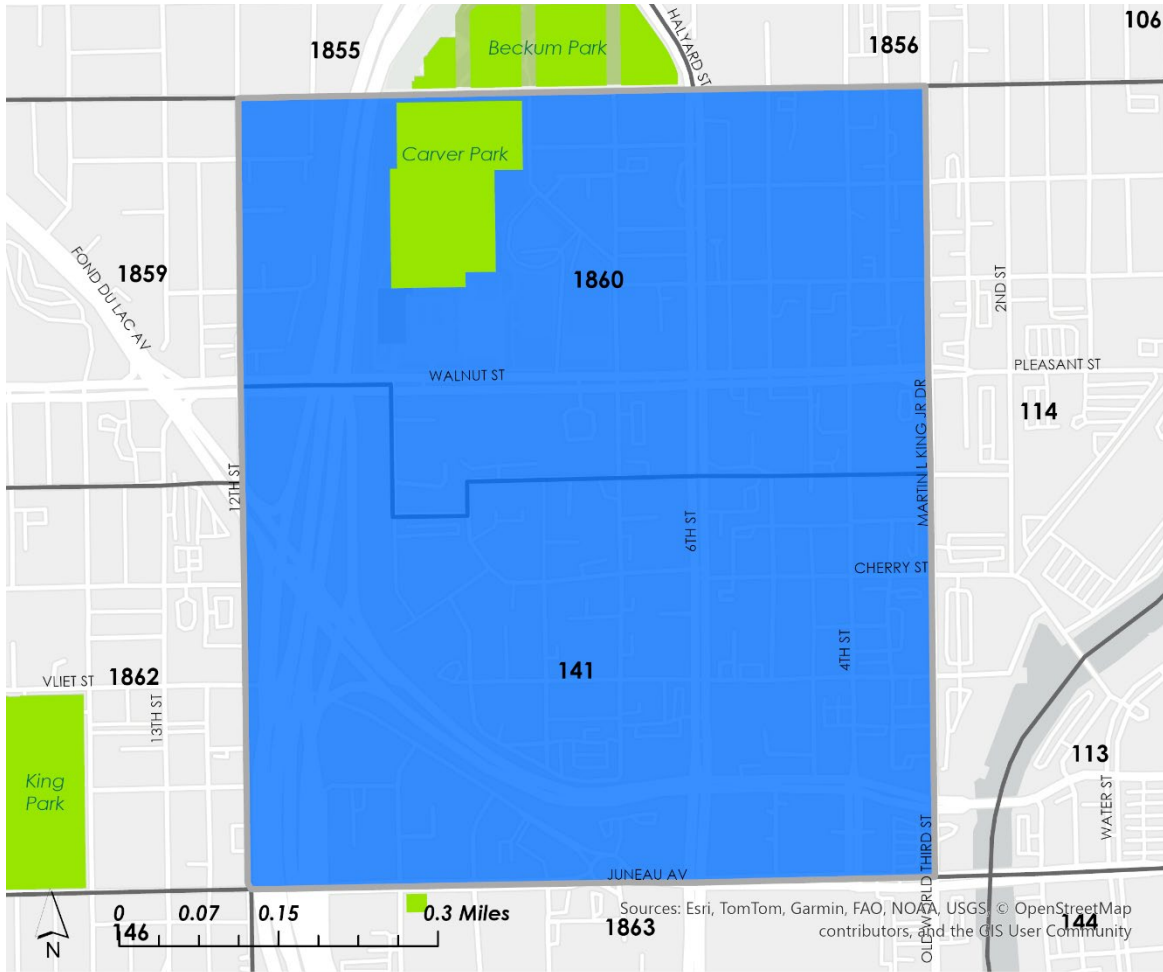 106
1855
Beckum Park
HALYARD ST
1856
Carver Park
1859
FOND DU LAC AV
1860
2ND ST
WALNUT ST
PLEASANT ST
114
MARTIN L KING JR DR
12TH ST
6TH ST
CHERRY ST
4TH ST
141
1862
VLIET ST
13TH ST
King
Park
113
WATER ST
OLD WORLD THIRD ST
JUNEAU AV
0 0.07 0.15 0.3 Miles
146
N
1863
144
Sources: Esri, TomTom, Garmin, FAO, NOAA, USGS, © OpenStreetMap
contributors, and the GIS User Community